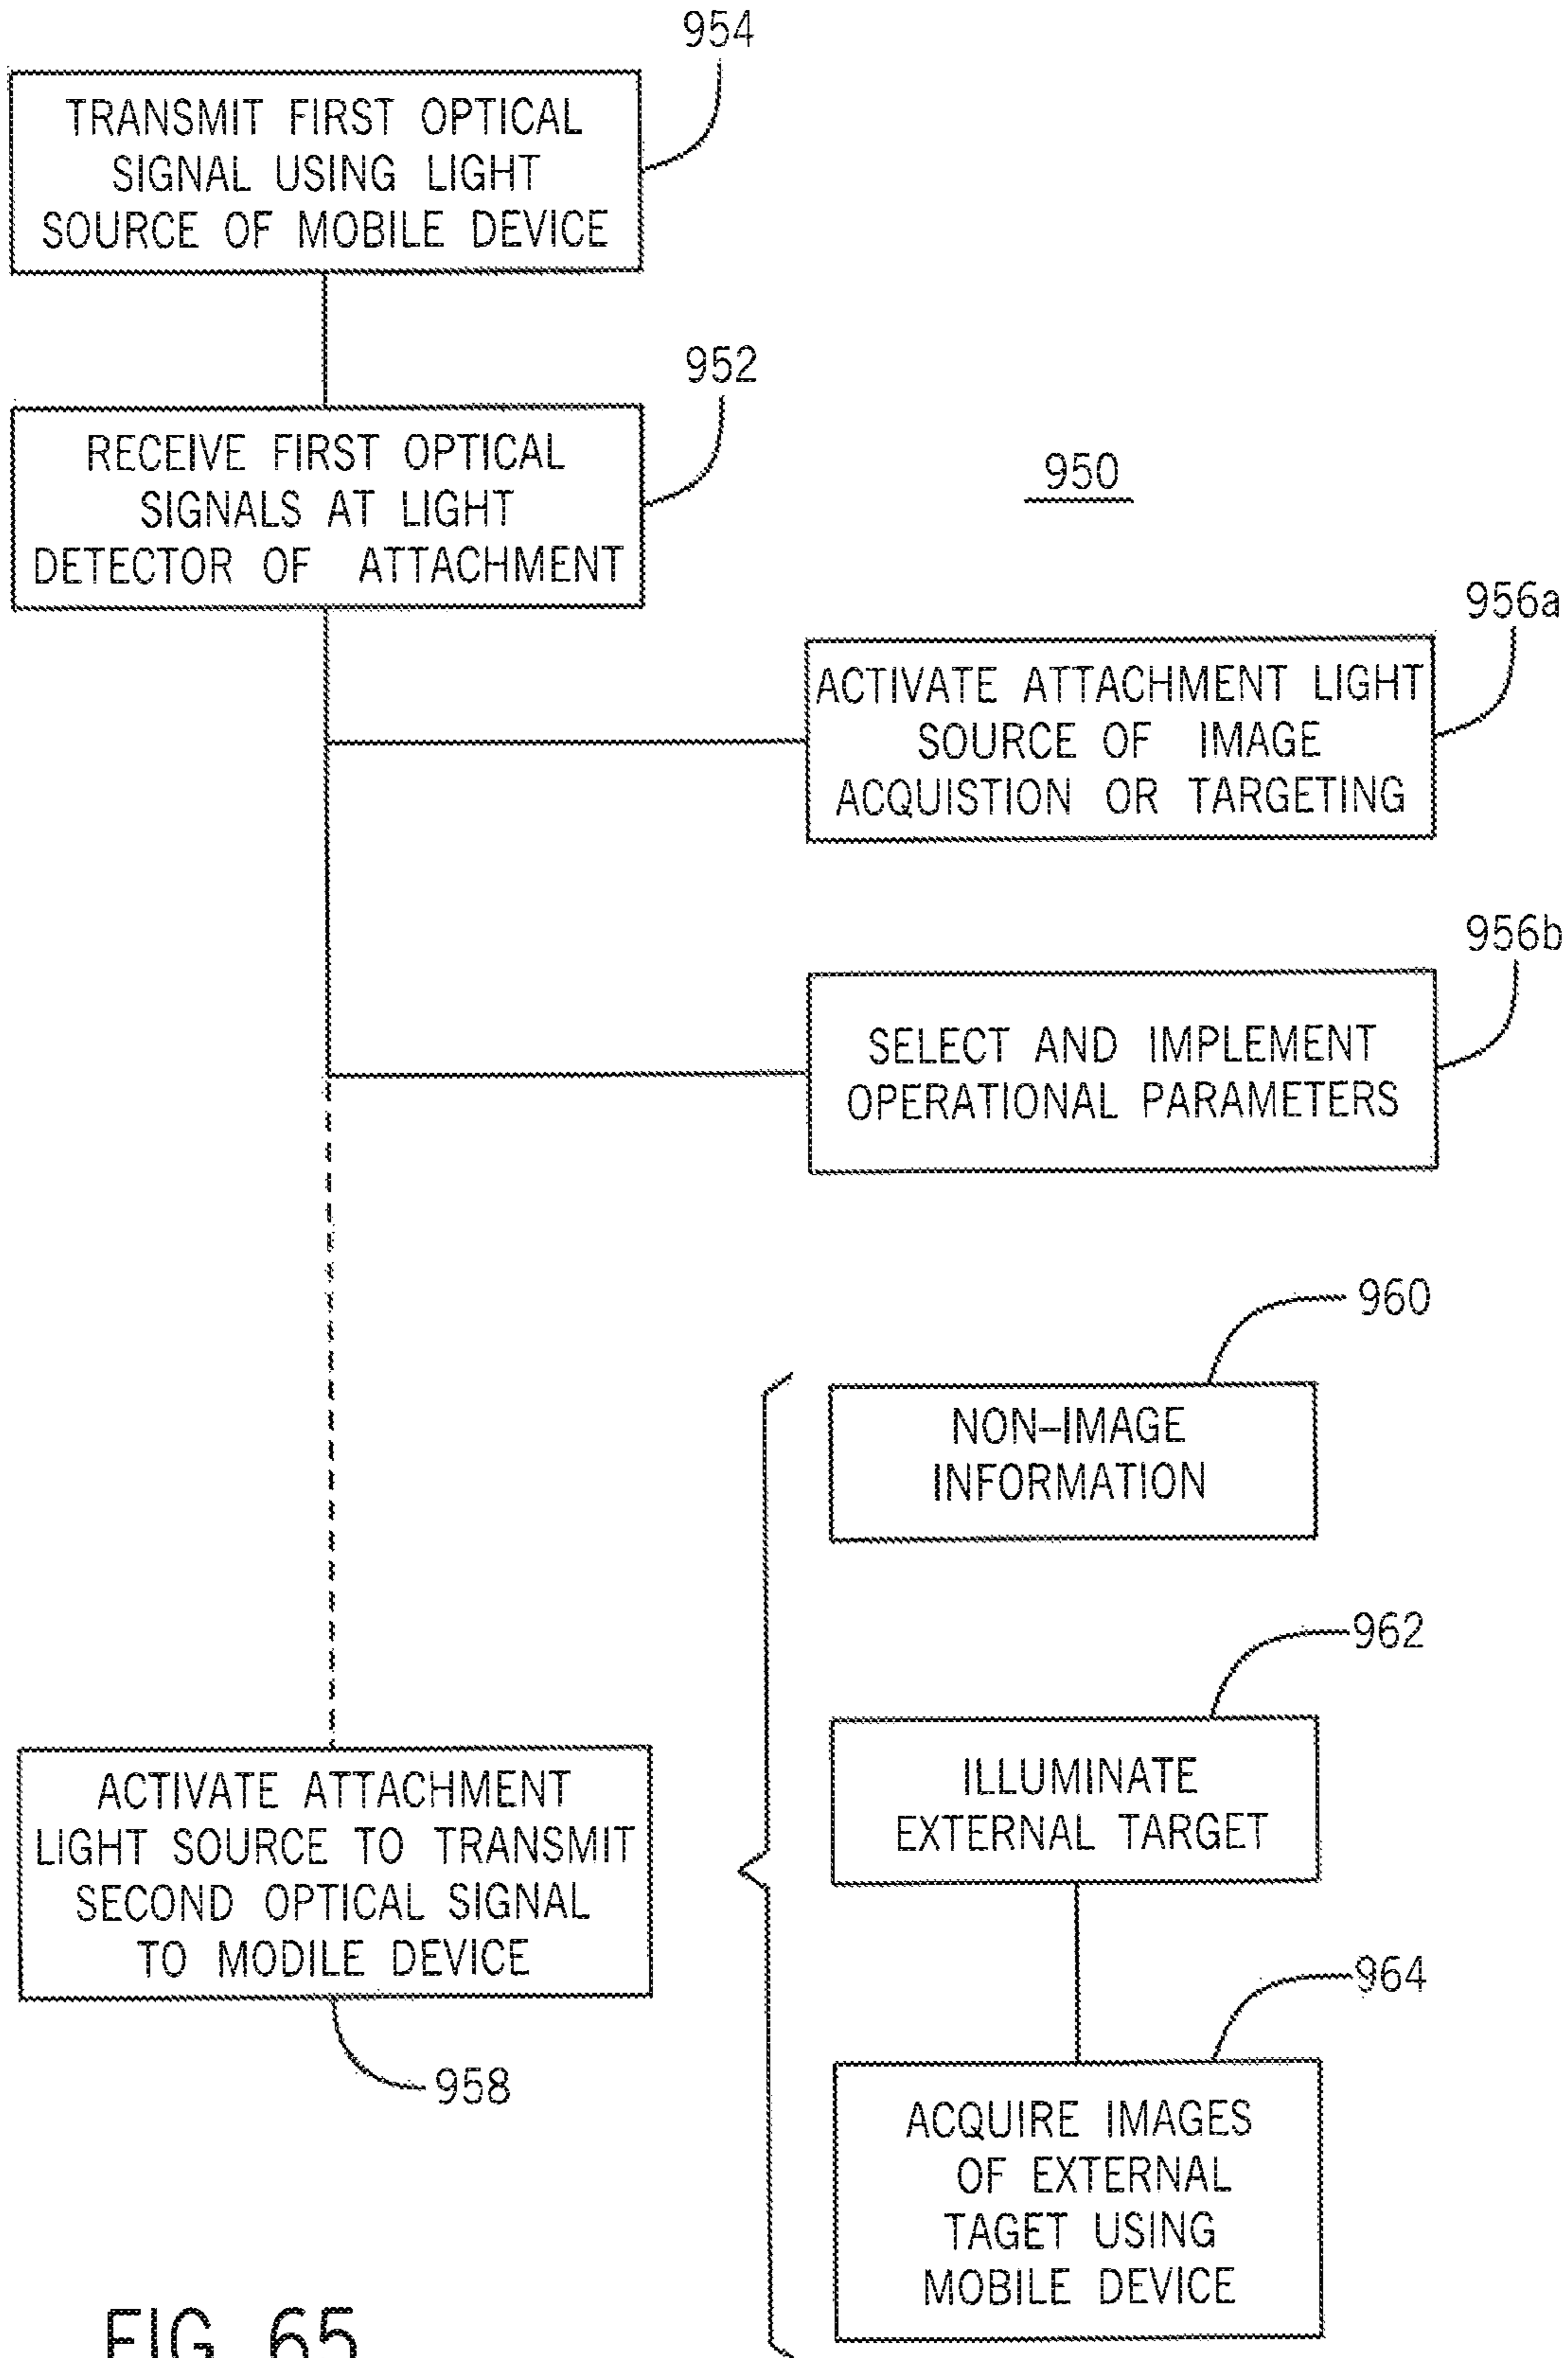 954
TRANSMIT FIRST OPTICAL
SIGNAL USING LIGHT
SOURCE OF MOBILE DEVICE
952
RECEIVE FIRST OPTICAL
SIGNALS AT LIGHT
DETECTOR OF ATTACHMENT
950
956a
ACTIVATE ATTACHMENT LIGHT
SOURCE OF IMAGE
ACQUISTION OR TARGETING
956b
SELECT AND IMPLEMENT
OPERATIONAL PARAMETERS
960
NON-IMAGE
INFORMATION
962
ILLUMINATE
EXTERNAL TARGET
ACTIVATE ATTACHMENT
LIGHT SOURCE TO TRANSMIT
SECOND OPTICAL SIGNAL
TO MODILE DEVICE
958
964
ACQUIRE IMAGES
OF EXTERNAL
TAGET USING
MOBILE DEVICE
FIG. 65